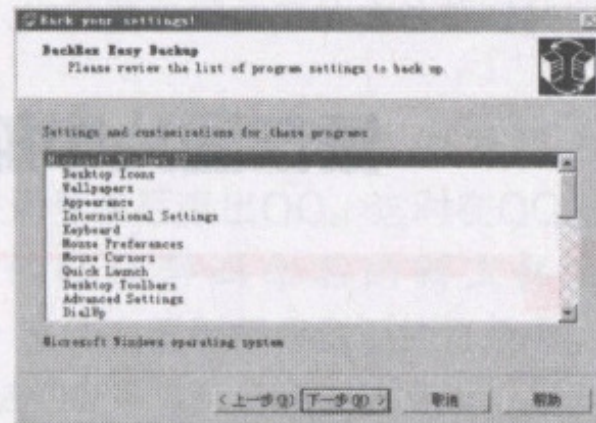 Back your settings!
BackRex Easy Backup
Please review the list of program settings to back up
Settings and customizations for these programs
Microsoft Windows XP
Desktop Icons
Wallpapers
Appearance
International Settings
Keyboard
Mouse Preferences
Mouse Cursors
Quick Launch
Desktop Toolbars
Advanced Settings
DialUp
Microsoft Windows operating system
< 上一步(B) 下一步(N) > 取消 帮助